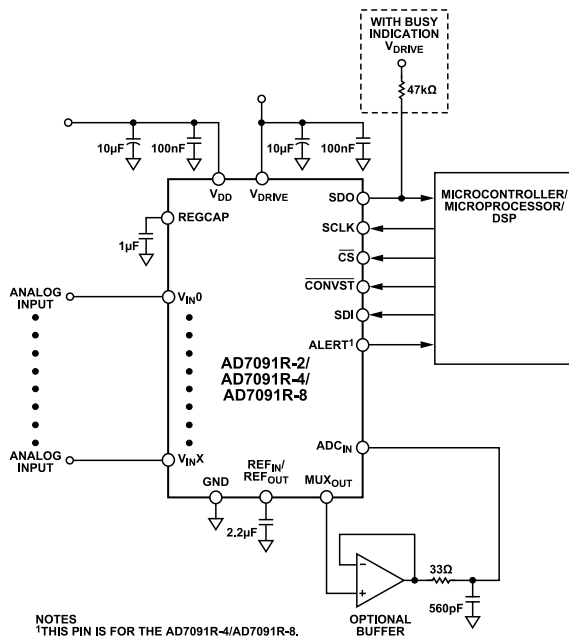 WITH BUSY
INDICATION
VDRIVE
47kΩ
10µF
100nF
10µF
100nF
VDD
VDRIVE
REGCAP
1µF
SDO
SCLK
CS
CONVST
SDI
ALERT¹
MICROCONTROLLER/
MICROPROCESSOR/
DSP
ANALOG
INPUT
VIN0
AD7091R-2/
AD7091R-4/
AD7091R-8
ANALOG
INPUT
VINX
ADCIN
GND
REFIN/
REFOUT
MUXOUT
2.2µF
33Ω
560pF
OPTIONAL
BUFFER
NOTES
¹THIS PIN IS FOR THE AD7091R-4/AD7091R-8.